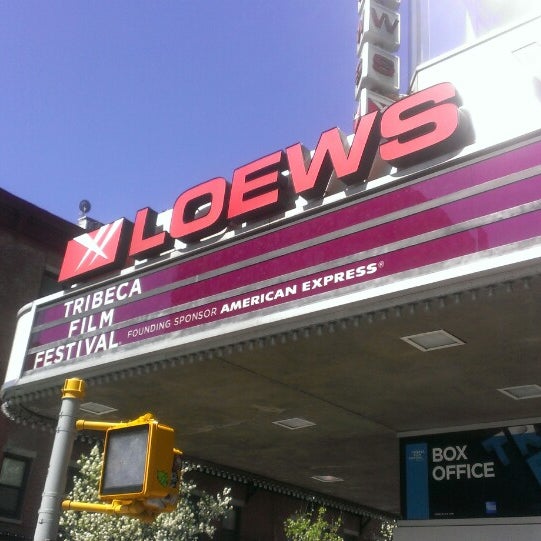 LOEWS
TRIBECA
FILM
FESTIVAL
FOUNDING SPONSOR AMERICAN EXPRESS®
BOX
OFFICE